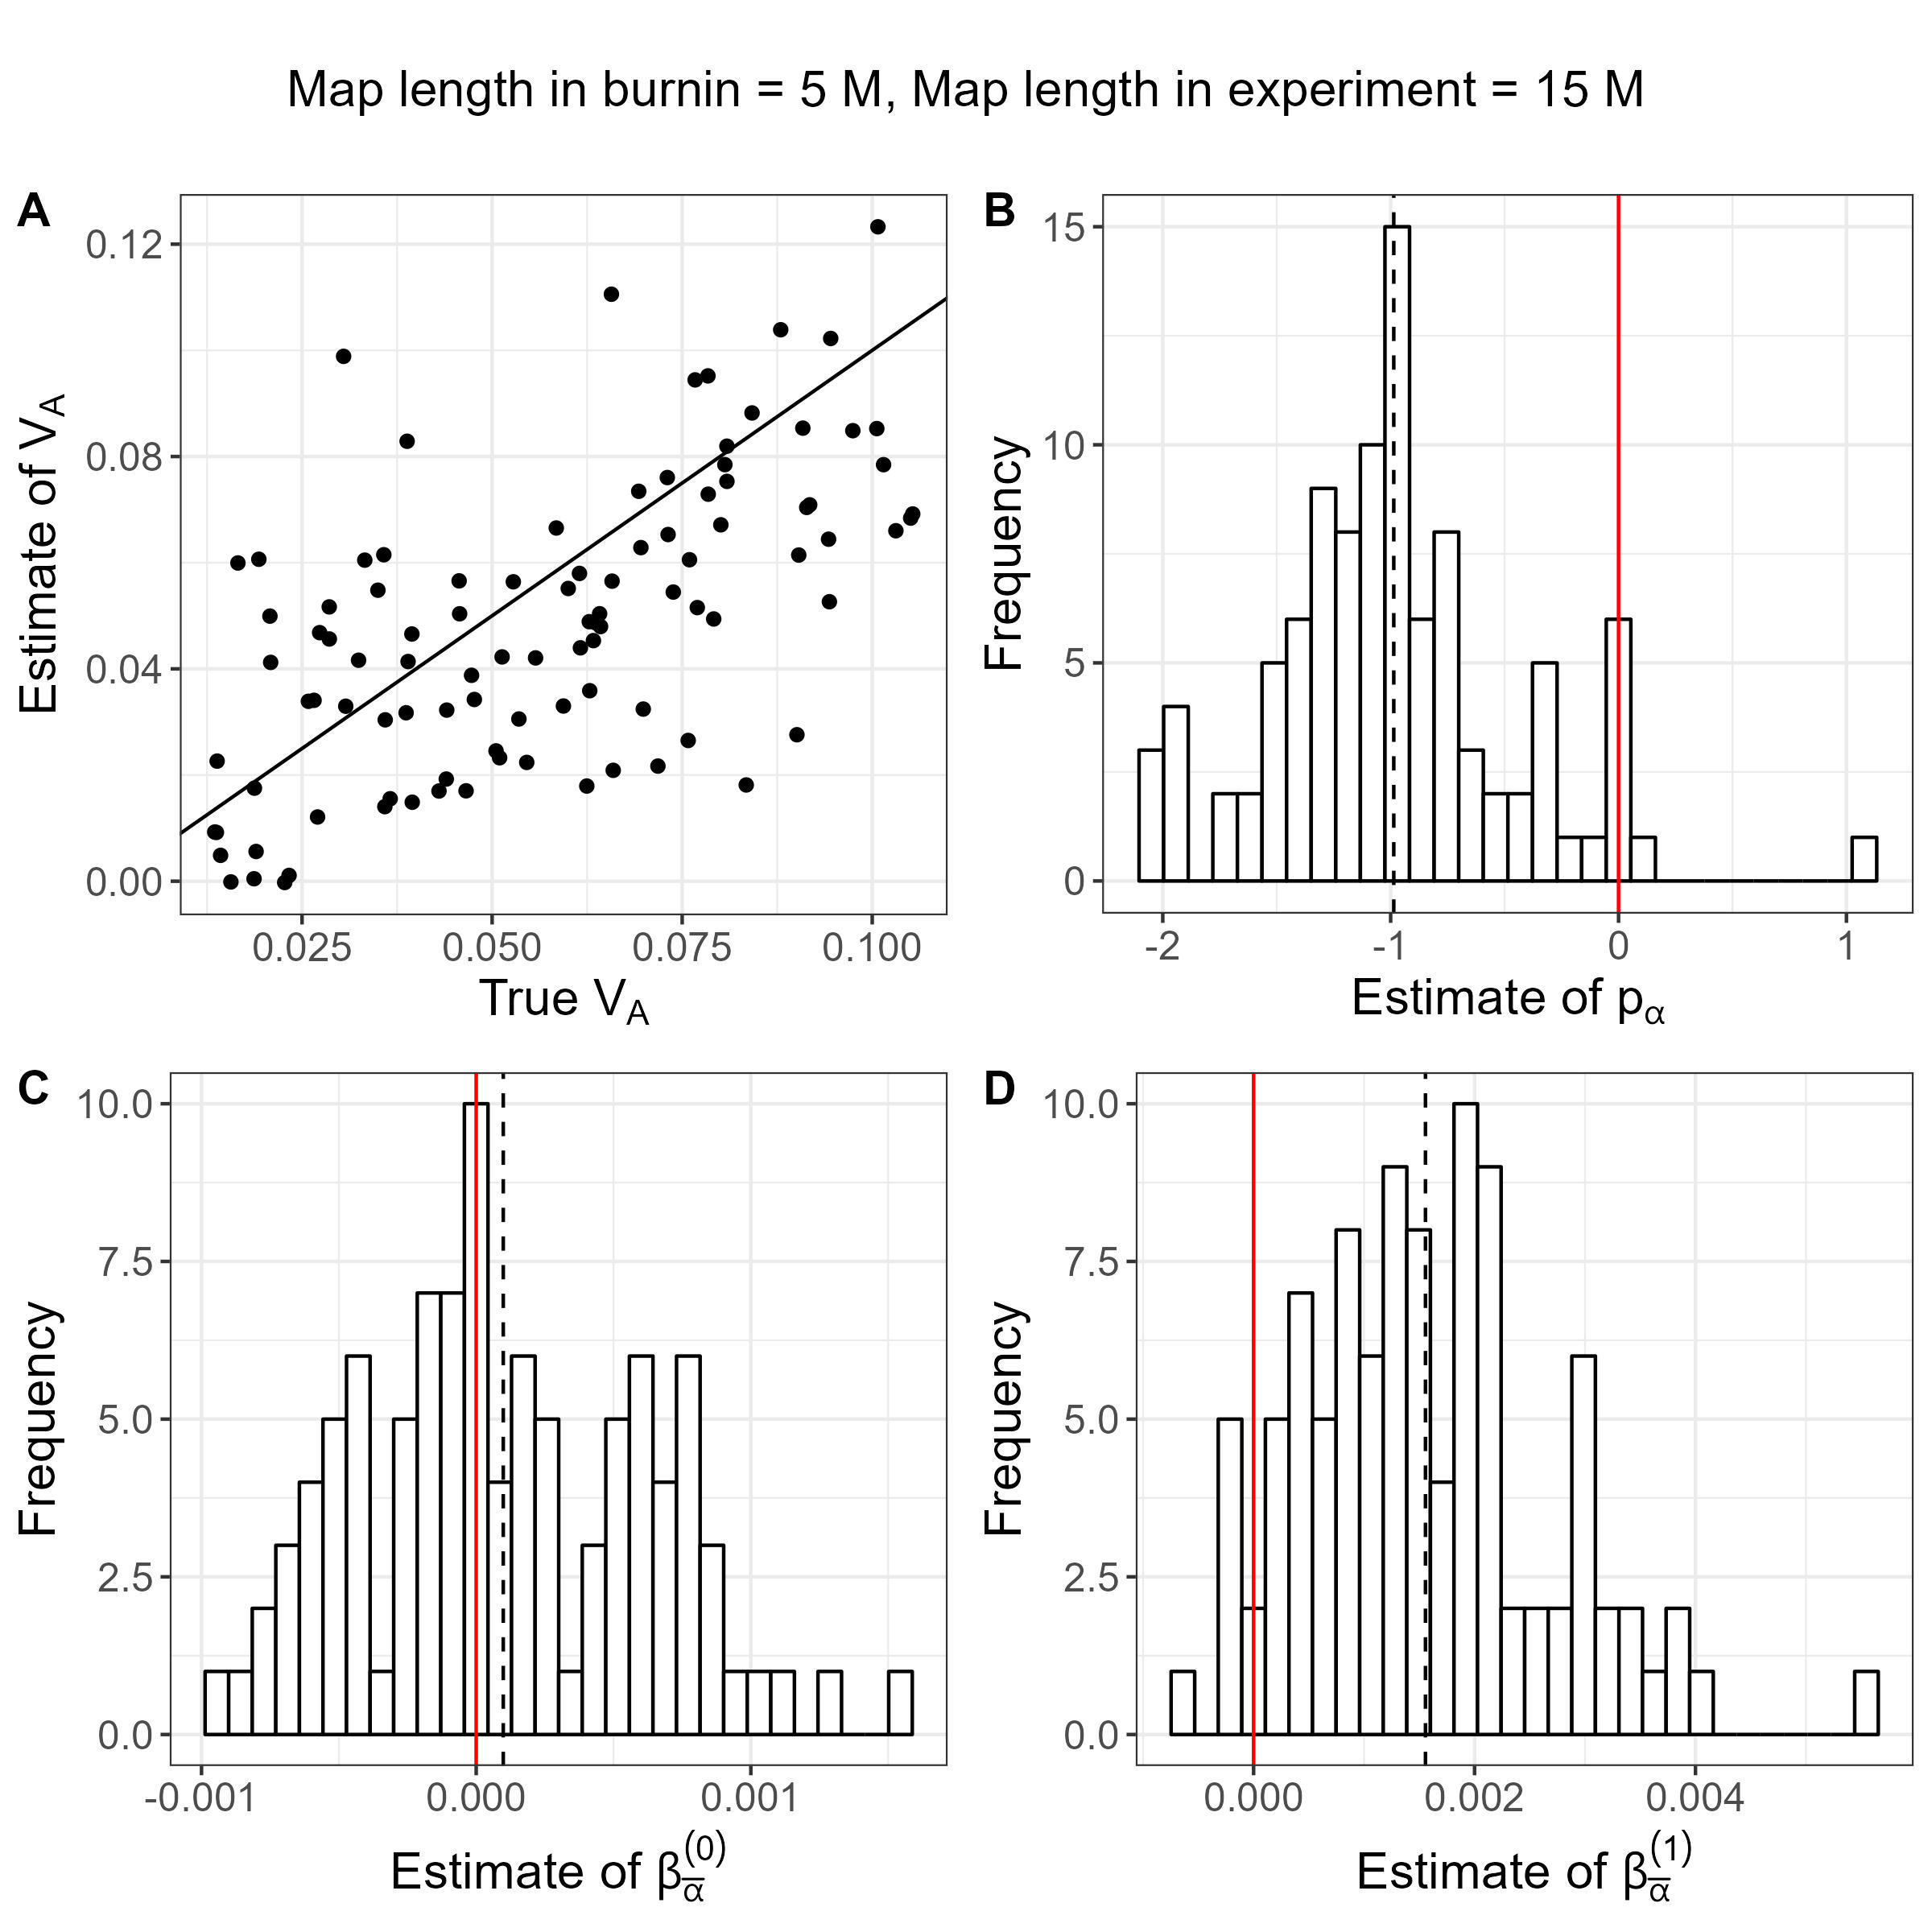 Map length in burnin = 5 M, Map length in experiment = 15 M
A
0.12
0.08
0.04
0.00
Estimate of V_A
0.025 0.050 0.075 0.100
True V_A
B
15
10
5
0
Frequency
-2 -1 0 1
Estimate of p_α
C
10.0
7.5
5.0
2.5
0.0
Frequency
-0.001 0.000 0.001
Estimate of β_α̅^(0)
D
10.0
7.5
5.0
2.5
0.0
Frequency
0.000 0.002 0.004
Estimate of β_α̅^(1)